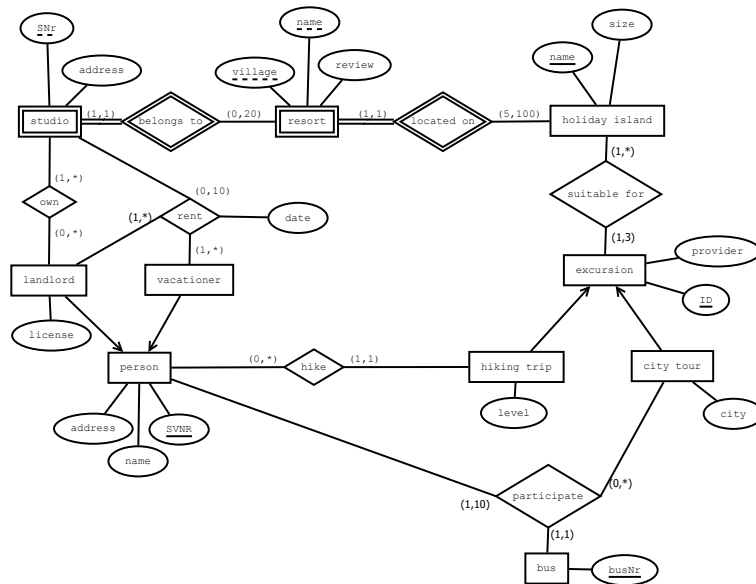 SNr
name
size
address
village
review
name
(1,1)
(0,20)
(1,1)
(5,100)
studio
belongs to
resort
located on
holiday island
(1,*)
(1,*)
(0,10)
suitable for
own
(1,*)
rent
date
(0,*)
(1,*)
(1,3)
provider
landlord
vacationer
excursion
ID
license
(0,*)
(1,1)
person
hike
hiking trip
city tour
level
city
address
SVNR
name
(0,*)
participate
(1,10)
(1,1)
bus
busNr